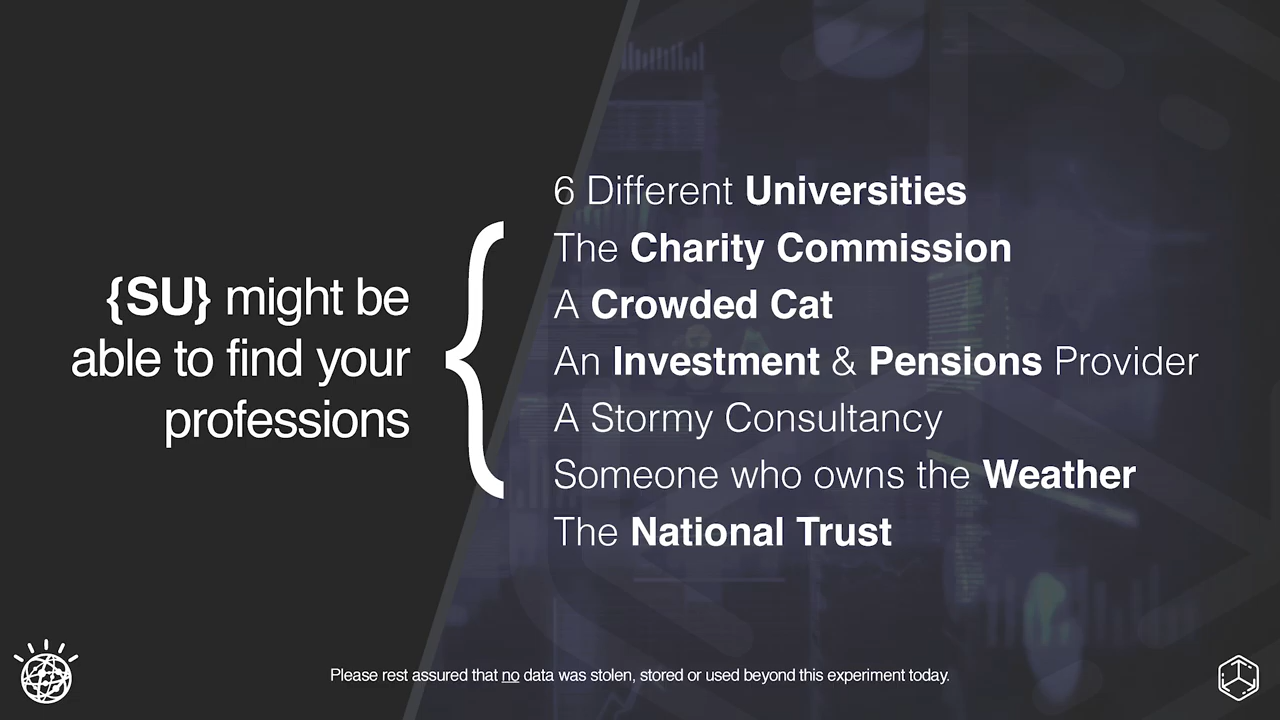 {SU} might be
able to find your
professions
6 Different Universities
The Charity Commission
A Crowded Cat
An Investment & Pensions Provider
A Stormy Consultancy
Someone who owns the Weather
The National Trust
Please rest assured that no data was stolen, stored or used beyond this experiment today.